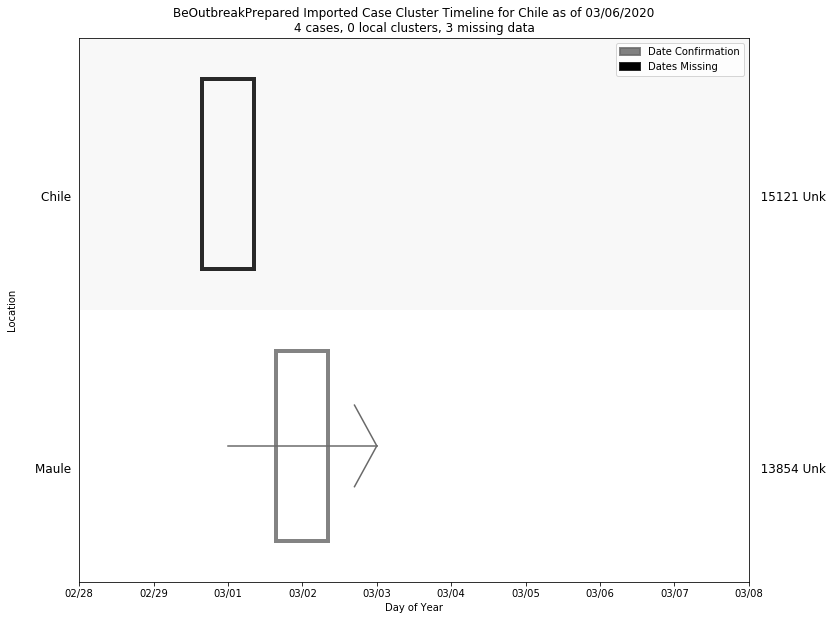 BeOutbreakPrepared Imported Case Cluster Timeline for Chile as of 03/06/2020
4 cases, 0 local clusters, 3 missing data
Date Confirmation
Dates Missing
Chile
15121 Unk
Location
Maule
13854 Unk
02/28 02/29 03/01 03/02 03/03 03/04 03/05 03/06 03/07 03/08
Day of Year